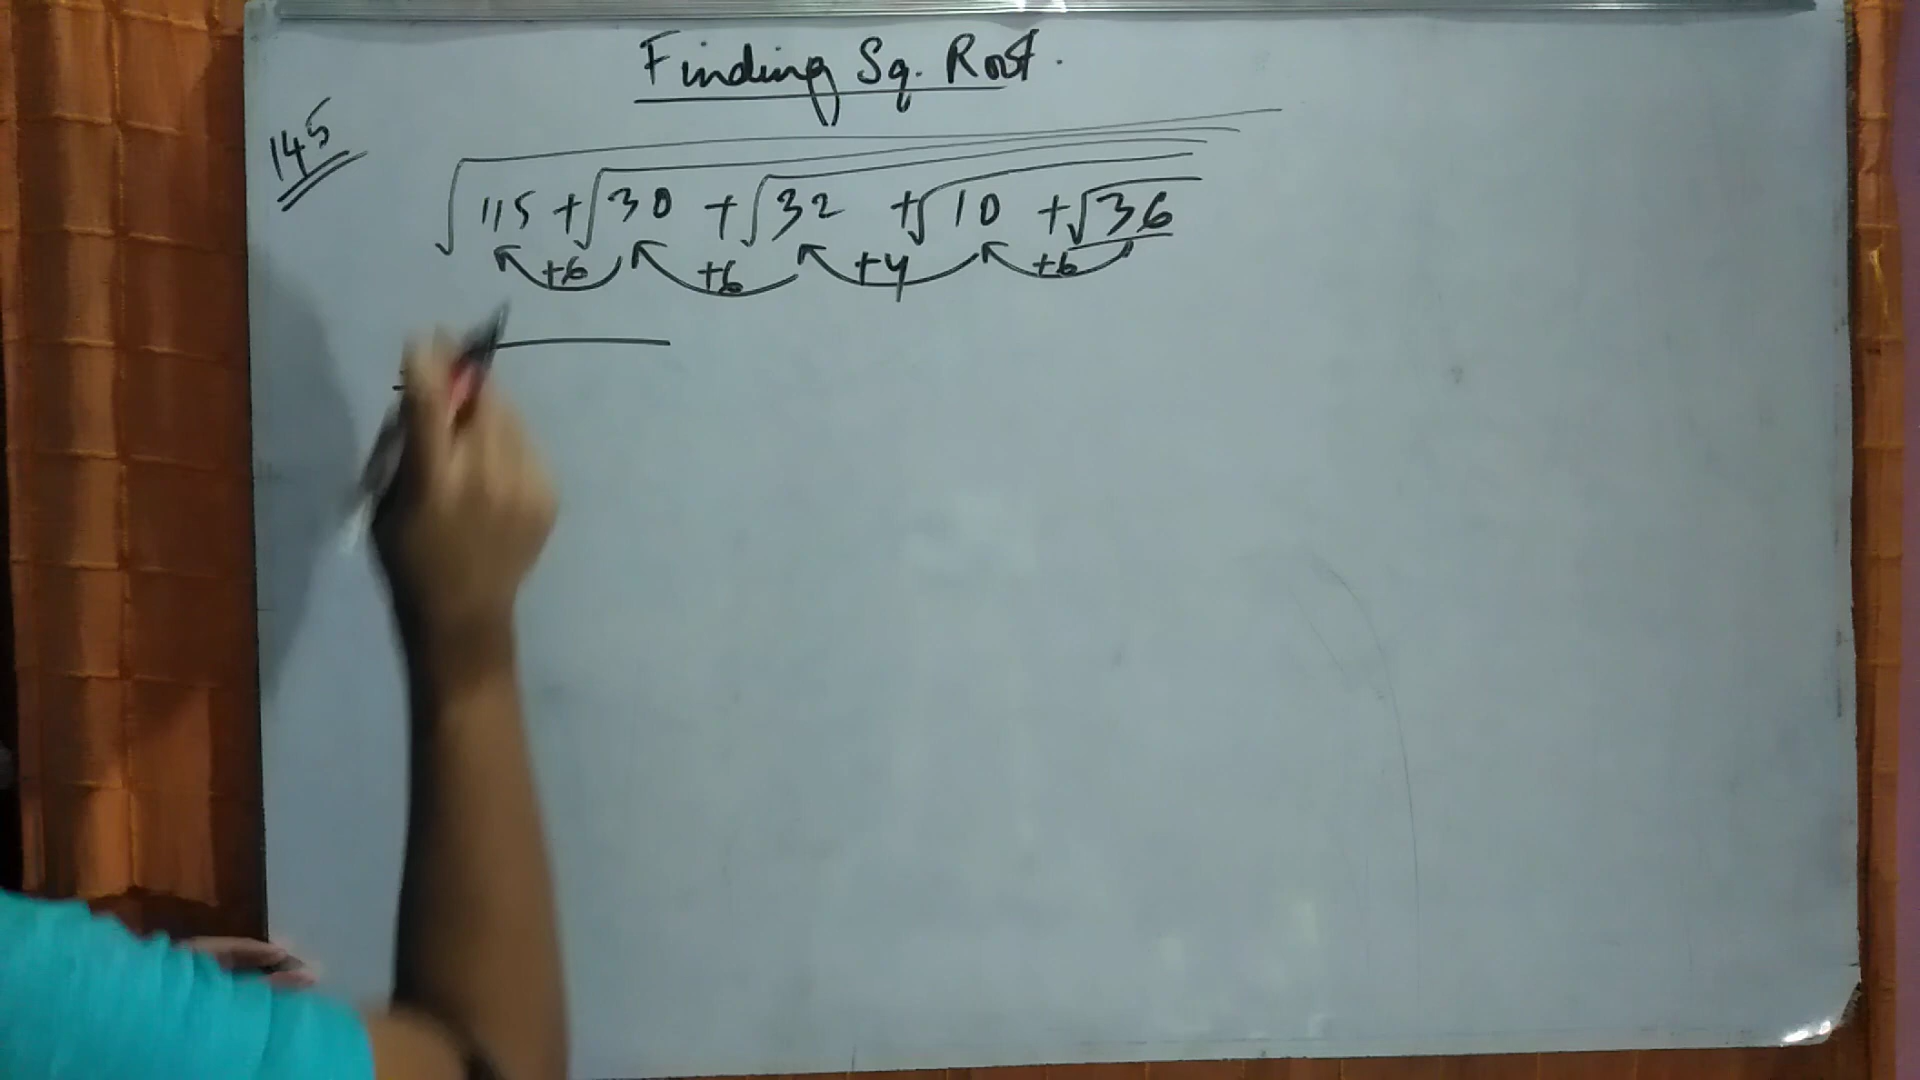 Finding Sq. Root.
145
√115 + √30 + √32 + √10 + √36
+6 +6 +4 +6